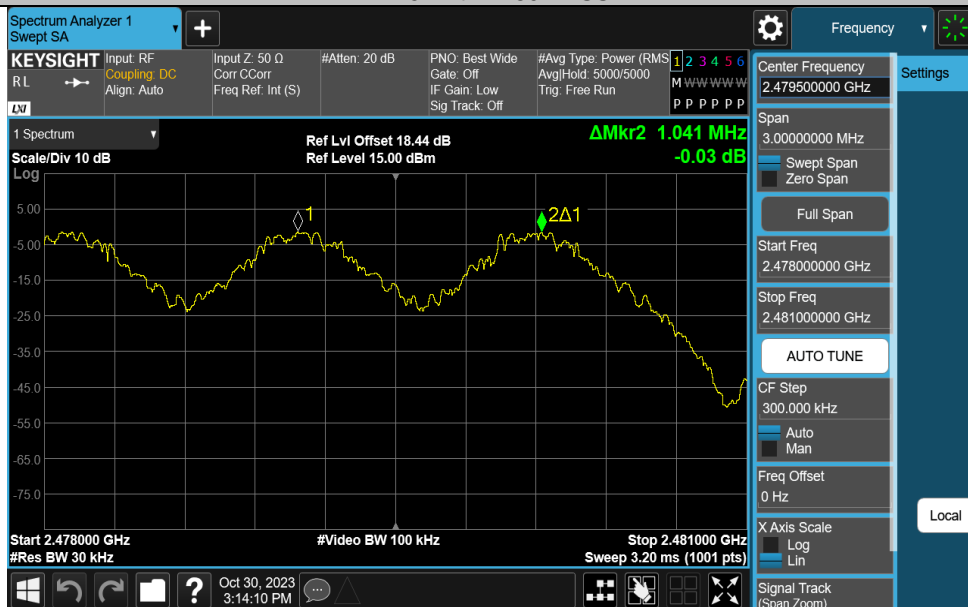 Spectrum Analyzer 1
Swept SA
+
Frequency
KEYSIGHT
RL
LXI
Input: RF
Coupling: DC
Align: Auto
Input Z: 50 Ω
Corr CCorr
Freq Ref: Int (S)
#Atten: 20 dB
PNO: Best Wide
Gate: Off
IF Gain: Low
Sig Track: Off
#Avg Type: Power (RMS
Avg|Hold: 5000/5000
Trig: Free Run
1 2 3 4 5 6
M W W W W W
P P P P P P
1 Spectrum
Scale/Div 10 dB
Log
Ref Lvl Offset 18.44 dB
Ref Level 15.00 dBm
ΔMkr2 1.041 MHz
-0.03 dB
5.00
-5.00
-15.0
-25.0
-35.0
-45.0
-55.0
-65.0
-75.0
1
2Δ1
Start 2.478000 GHz
#Res BW 30 kHz
#Video BW 100 kHz
Stop 2.481000 GHz
Sweep 3.20 ms (1001 pts)
Center Frequency
2.479500000 GHz
Settings
Span
3.00000000 MHz
Swept Span
Zero Span
Full Span
Start Freq
2.478000000 GHz
Stop Freq
2.481000000 GHz
AUTO TUNE
CF Step
300.000 kHz
Auto
Man
Freq Offset
0 Hz
Local
X Axis Scale
Log
Lin
Signal Track
(Span Zoom)
?
Oct 30, 2023
3:14:10 PM